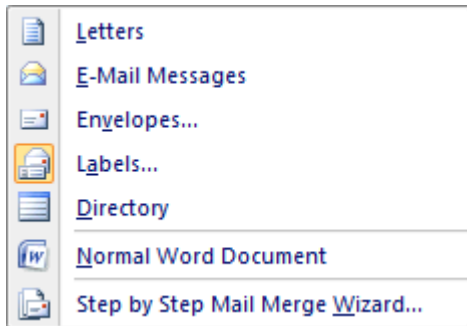 Letters
E-Mail Messages
Envelopes...
Labels...
Directory
Normal Word Document
Step by Step Mail Merge Wizard...